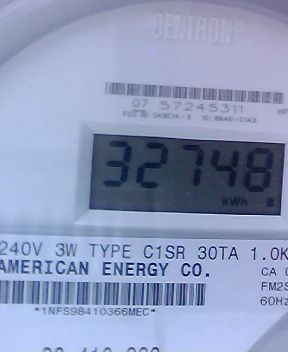 CENTRON®
07 57245311
32748
kWh
240V 3W TYPE C1SR 30TA 1.0K
AMERICAN ENERGY CO. CA
FM2S
*1NFS98410366MEC* 60Hz